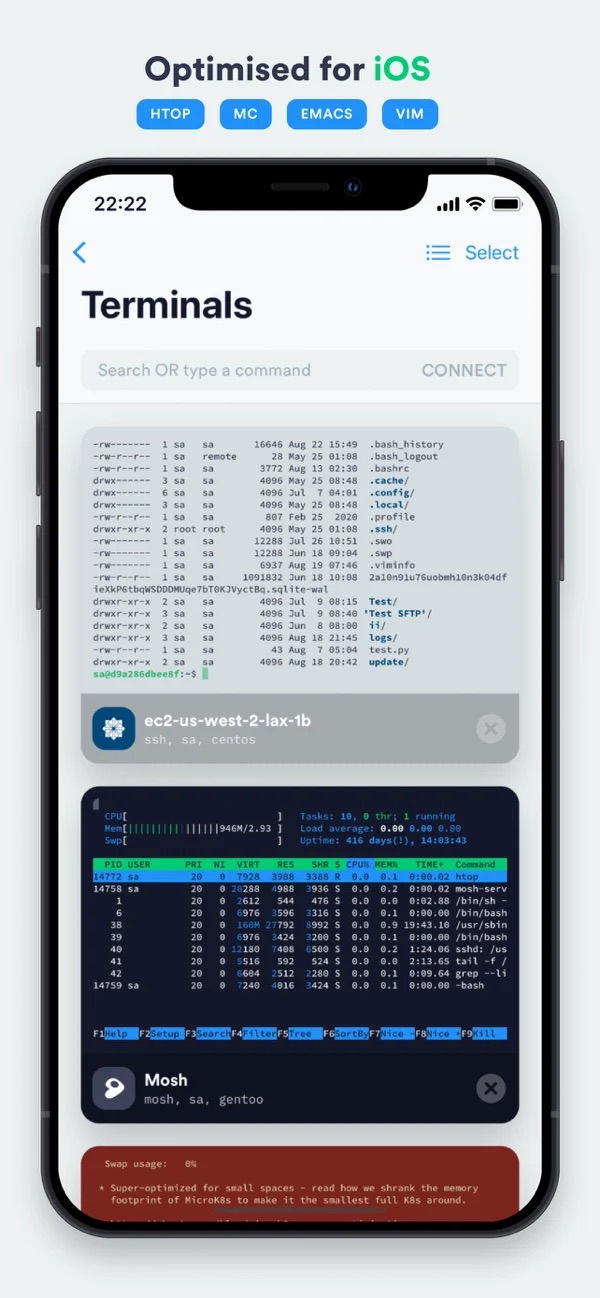 Optimised for iOS
HTOP MC EMACS VIM
22:22
Select
Terminals
Search OR type a command CONNECT
-rw------- 1 sa sa 16646 Aug 22 15:49 .bash_history
-rw-r--r-- 1 sa remote 28 May 25 01:08 .bash_logout
-rw-r--r-- 1 sa sa 3772 Aug 13 02:30 .bashrc
drwx------ 3 sa sa 4096 May 25 08:48 .cache/
drwx------ 6 sa sa 4096 Jul 7 04:01 .config/
drwx------ 3 sa sa 4096 May 25 08:48 .local/
-rw-r--r-- 1 sa sa 807 Feb 25 2020 .profile
drwxr-xr-x 2 root root 4096 May 25 01:08 .ssh/
-rw------- 1 sa sa 12288 Jul 26 10:51 .swo
-rw------- 1 sa sa 12288 Jun 18 09:04 .swp
-rw------- 1 sa sa 6937 Aug 19 07:46 .viminfo
-rw-r--r-- 1 sa sa 1091832 Jun 18 10:08 2a10n91u76uobmh10n3k04df
ieXkP6tbqWSDDDMUqe7bT0KJVyctBq.sqlite-wal
drwxr-xr-x 2 sa sa 4096 Jul 9 08:15 Test/
drwxr-xr-x 3 sa sa 4096 Jul 9 08:40 'Test SFTP'/
drwxr-xr-x 2 sa sa 4096 Jun 8 08:00 ii/
drwxr-xr-x 3 sa sa 4096 Aug 18 21:45 logs/
-rw-r--r-- 1 sa sa 43 Aug 7 05:04 test.py
drwxr-xr-x 2 sa sa 4096 Aug 18 20:42 update/
sa@d9a286dbee8f:~$
ec2-us-west-2-lax-1b
ssh, sa, centos
CPU[ ] Tasks: 10, 0 thr; 1 running
Mem[||||||||||||||||946M/2.93 ] Load average: 0.00 0.00 0.00
Swp[ ] Uptime: 416 days(!), 14:03:43
PID USER PRI NI VIRT RES SHR S CPU% MEM% TIME+ Command
14772 sa 20 0 7928 3988 3388 R 0.0 0.1 0:00.02 htop
14758 sa 20 0 20288 4988 3936 S 0.0 0.2 0:00.02 mosh-serv
1 20 0 2612 544 476 S 0.0 0.0 0:02.88 /bin/sh -
6 20 0 6976 3596 3316 S 0.0 0.1 0:00.00 /bin/bash
38 20 0 160M 27792 8992 S 0.0 0.9 19:43.10 /usr/sbin
39 20 0 6976 3424 3200 S 0.0 0.1 0:00.00 /bin/bash
40 20 0 12180 7408 6500 S 0.0 0.2 1:24.06 sshd: /us
41 20 0 5516 592 524 S 0.0 0.0 2:13.65 tail -f /
42 20 0 6604 2512 2280 S 0.0 0.1 0:09.64 grep --li
14759 sa 20 0 7240 4016 3424 S 0.0 0.1 0:00.00 -bash
F1Help F2Setup F3SearchF4FilterF5Tree F6SortByF7Nice -F8Nice +F9Kill
Mosh
mosh, sa, gentoo
Swap usage: 0%
* Super-optimized for small spaces - read how we shrank the memory
footprint of MicroK8s to make it the smallest full K8s around.